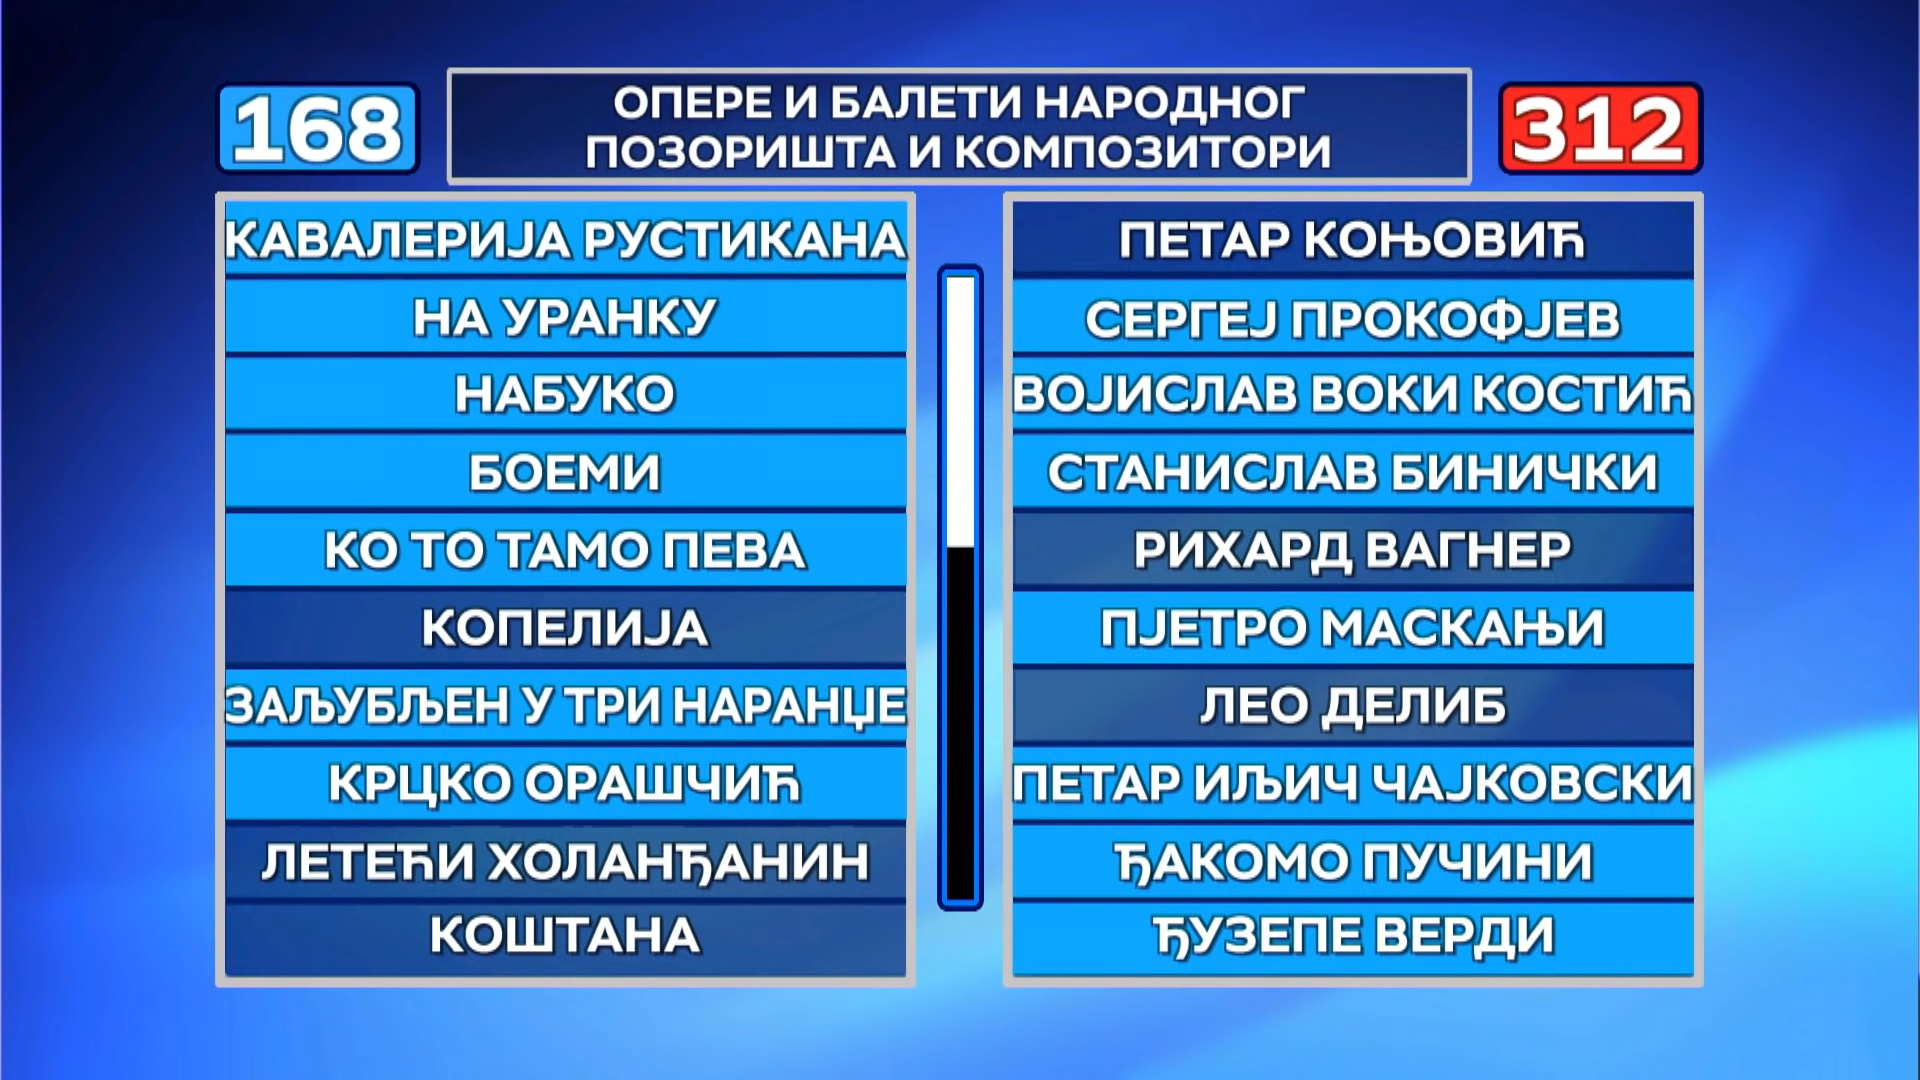 168
ОПЕРЕ И БАЛЕТИ НАРОДНОГ
ПОЗОРИШТА И КОМПОЗИТОРИ
312
КАВАЛЕРИЈА РУСТИКАНА
НА УРАНКУ
НАБУКО
БОЕМИ
КО ТО ТАМО ПЕВА
КОПЕЛИЈА
ЗАЉУБЉЕН У ТРИ НАРАНЏЕ
КРЦКО ОРАШЧИЋ
ЛЕТЕЋИ ХОЛАНЂАНИН
КОШТАНА
ПЕТАР КОЊОВИЋ
СЕРГЕЈ ПРОКОФЈЕВ
ВОЈИСЛАВ ВОКИ КОСТИЋ
СТАНИСЛАВ БИНИЧКИ
РИХАРД ВАГНЕР
ПЈЕТРО МАСКАЊИ
ЛЕО ДЕЛИБ
ПЕТАР ИЉИЧ ЧАЈКОВСКИ
ЂАКОМО ПУЧИНИ
ЂУЗЕПЕ ВЕРДИ